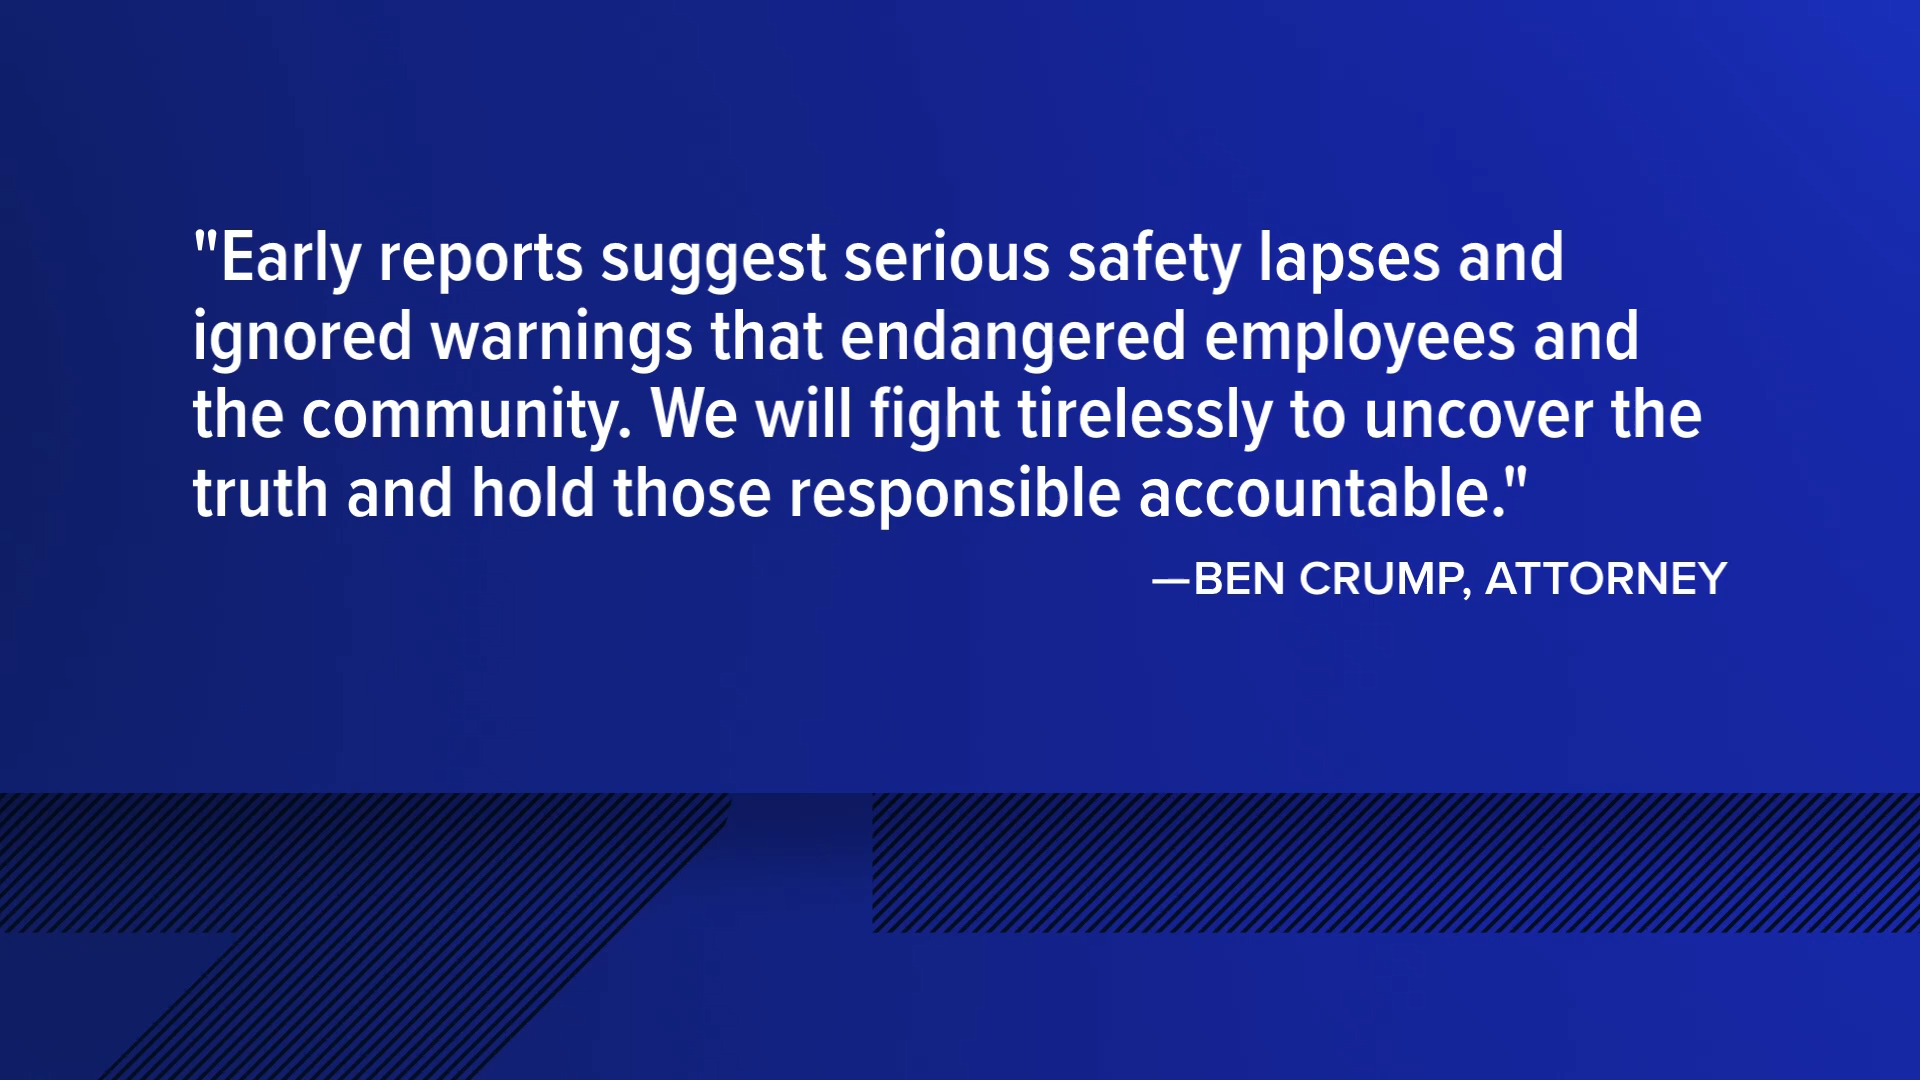 "Early reports suggest serious safety lapses and
ignored warnings that endangered employees and
the community. We will fight tirelessly to uncover the
truth and hold those responsible accountable."
—BEN CRUMP, ATTORNEY